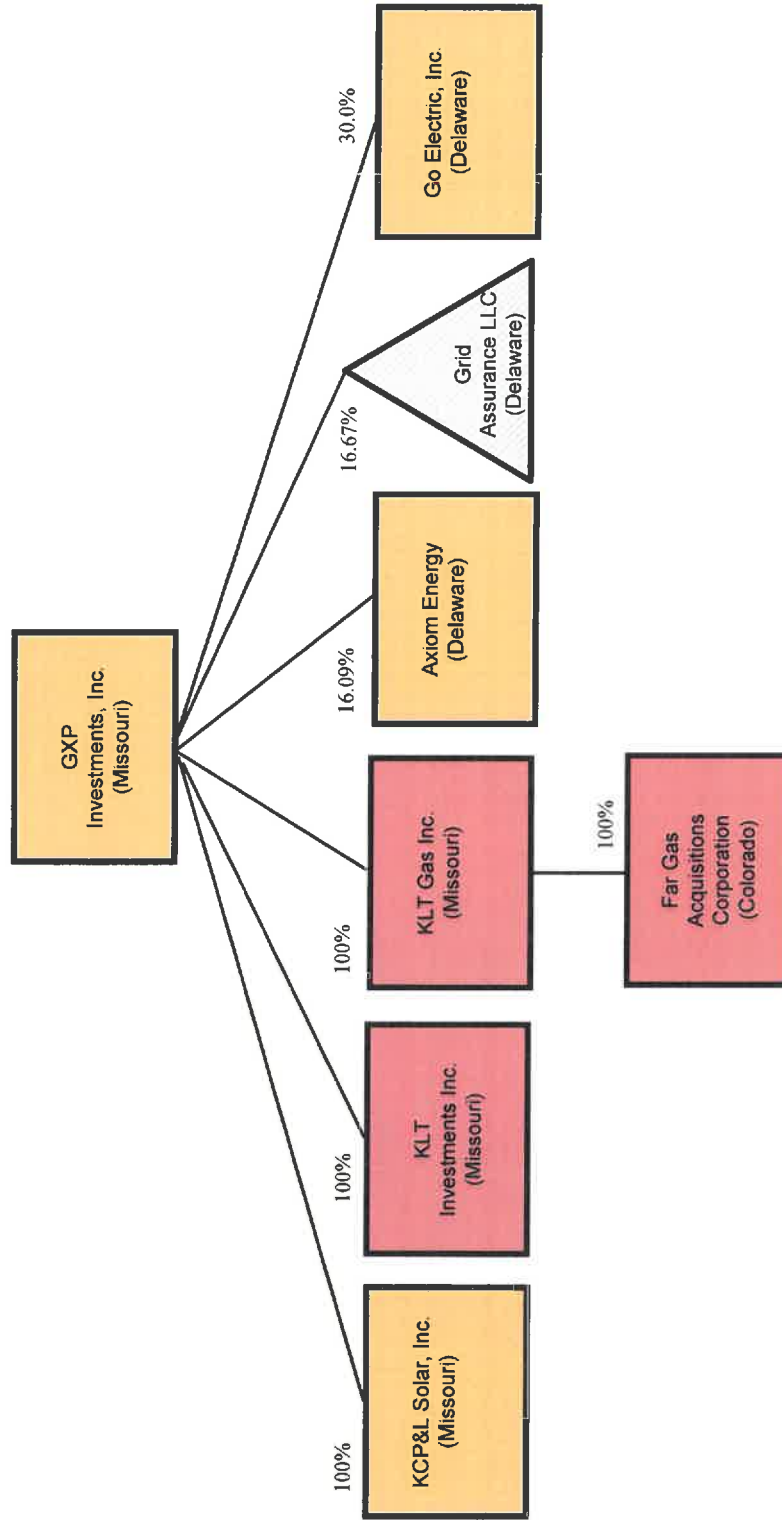 GXP
Investments, Inc.
(Missouri)
100%
100%
100%
16.09%
16.67%
30.0%
KCP&L Solar, Inc.
(Missouri)
KLT
Investments Inc.
(Missouri)
KLT Gas Inc.
(Missouri)
Axiom Energy
(Delaware)
Grid
Assurance LLC
(Delaware)
Go Electric, Inc.
(Delaware)
100%
Far Gas
Acquisitions
Corporation
(Colorado)